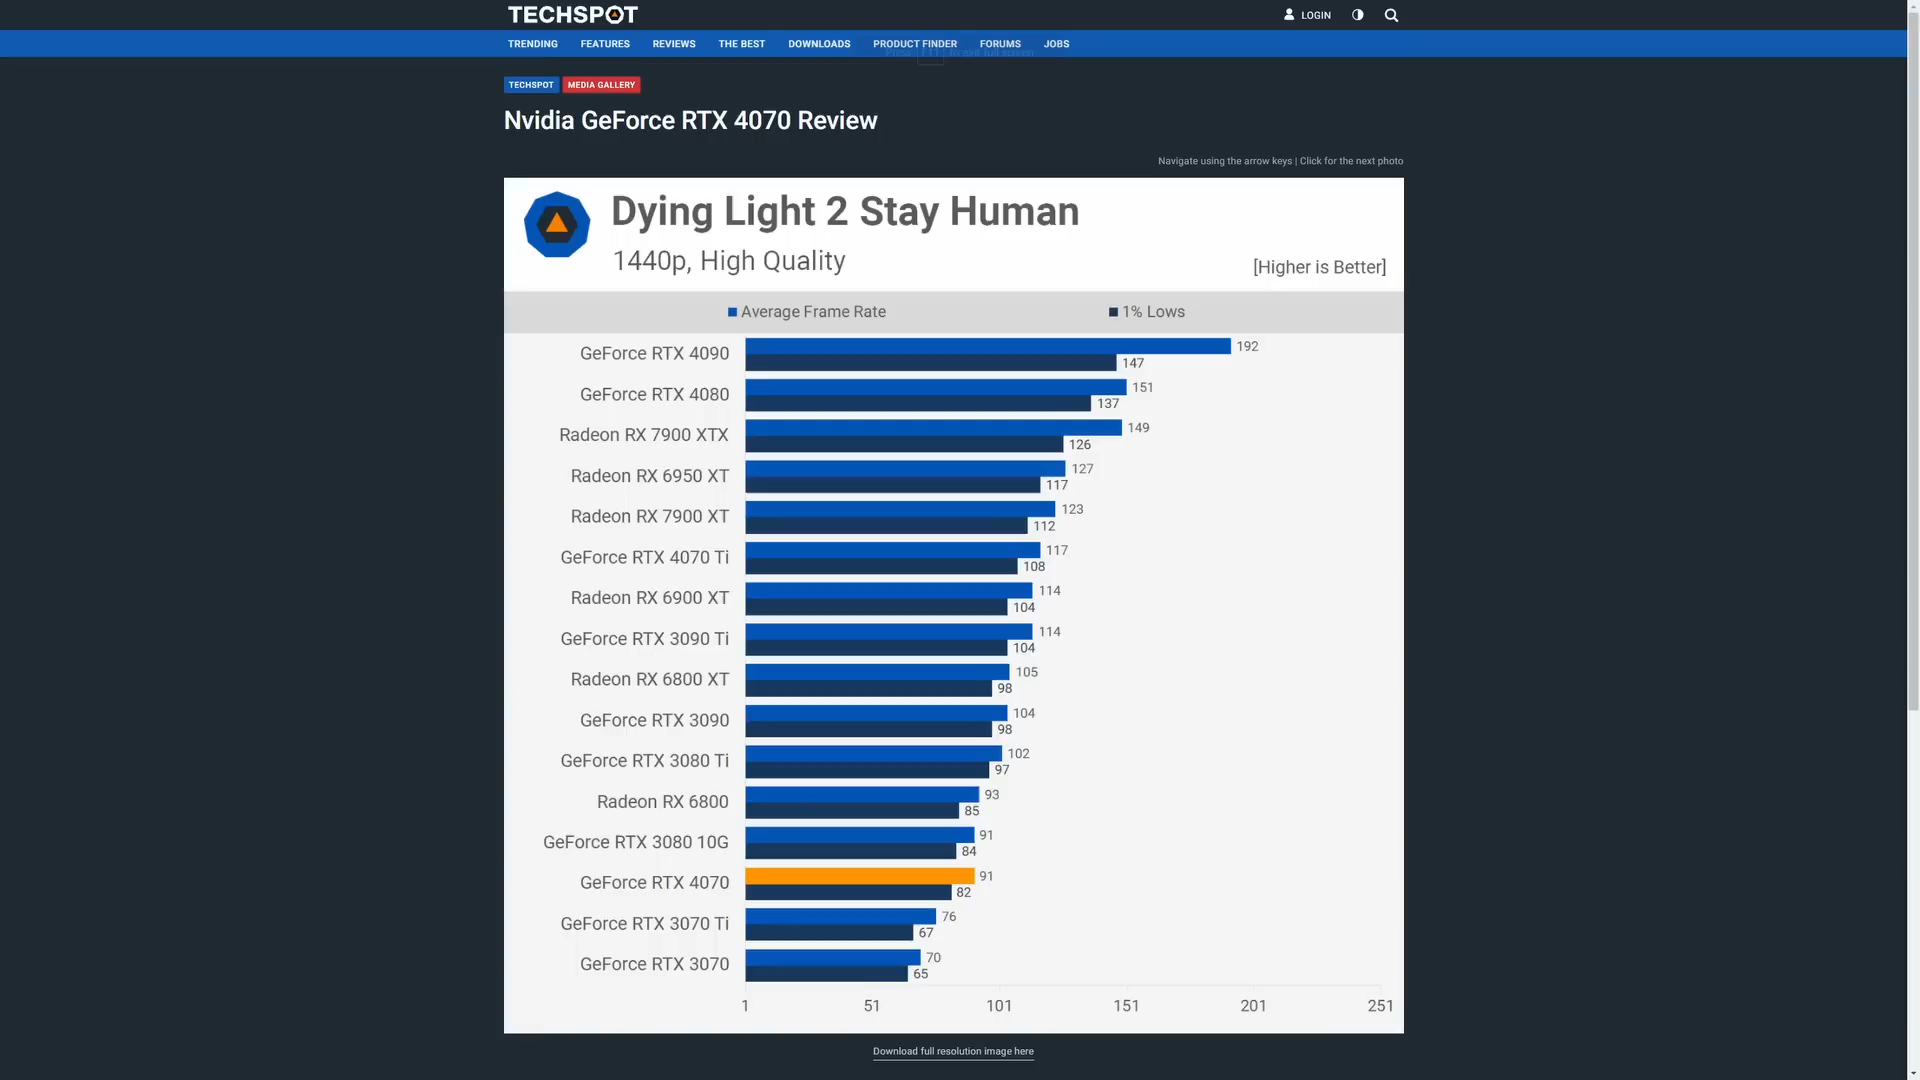 TECHSPOT
LOGIN
TRENDING FEATURES REVIEWS THE BEST DOWNLOADS PRODUCT FINDER FORUMS JOBS
TECHSPOT MEDIA GALLERY
Nvidia GeForce RTX 4070 Review
Navigate using the arrow keys | Click for the next photo
Dying Light 2 Stay Human
1440p, High Quality
[Higher is Better]
Average Frame Rate 1% Lows
GeForce RTX 4090 192
147
GeForce RTX 4080 151
137
Radeon RX 7900 XTX 149
126
Radeon RX 6950 XT 127
117
Radeon RX 7900 XT 123
112
GeForce RTX 4070 Ti 117
108
Radeon RX 6900 XT 114
104
GeForce RTX 3090 Ti 114
104
Radeon RX 6800 XT 105
98
GeForce RTX 3090 104
98
GeForce RTX 3080 Ti 102
97
Radeon RX 6800 93
85
GeForce RTX 3080 10G 91
84
GeForce RTX 4070 91
82
GeForce RTX 3070 Ti 76
67
GeForce RTX 3070 70
65
1 51 101 151 201 251
Download full resolution image here